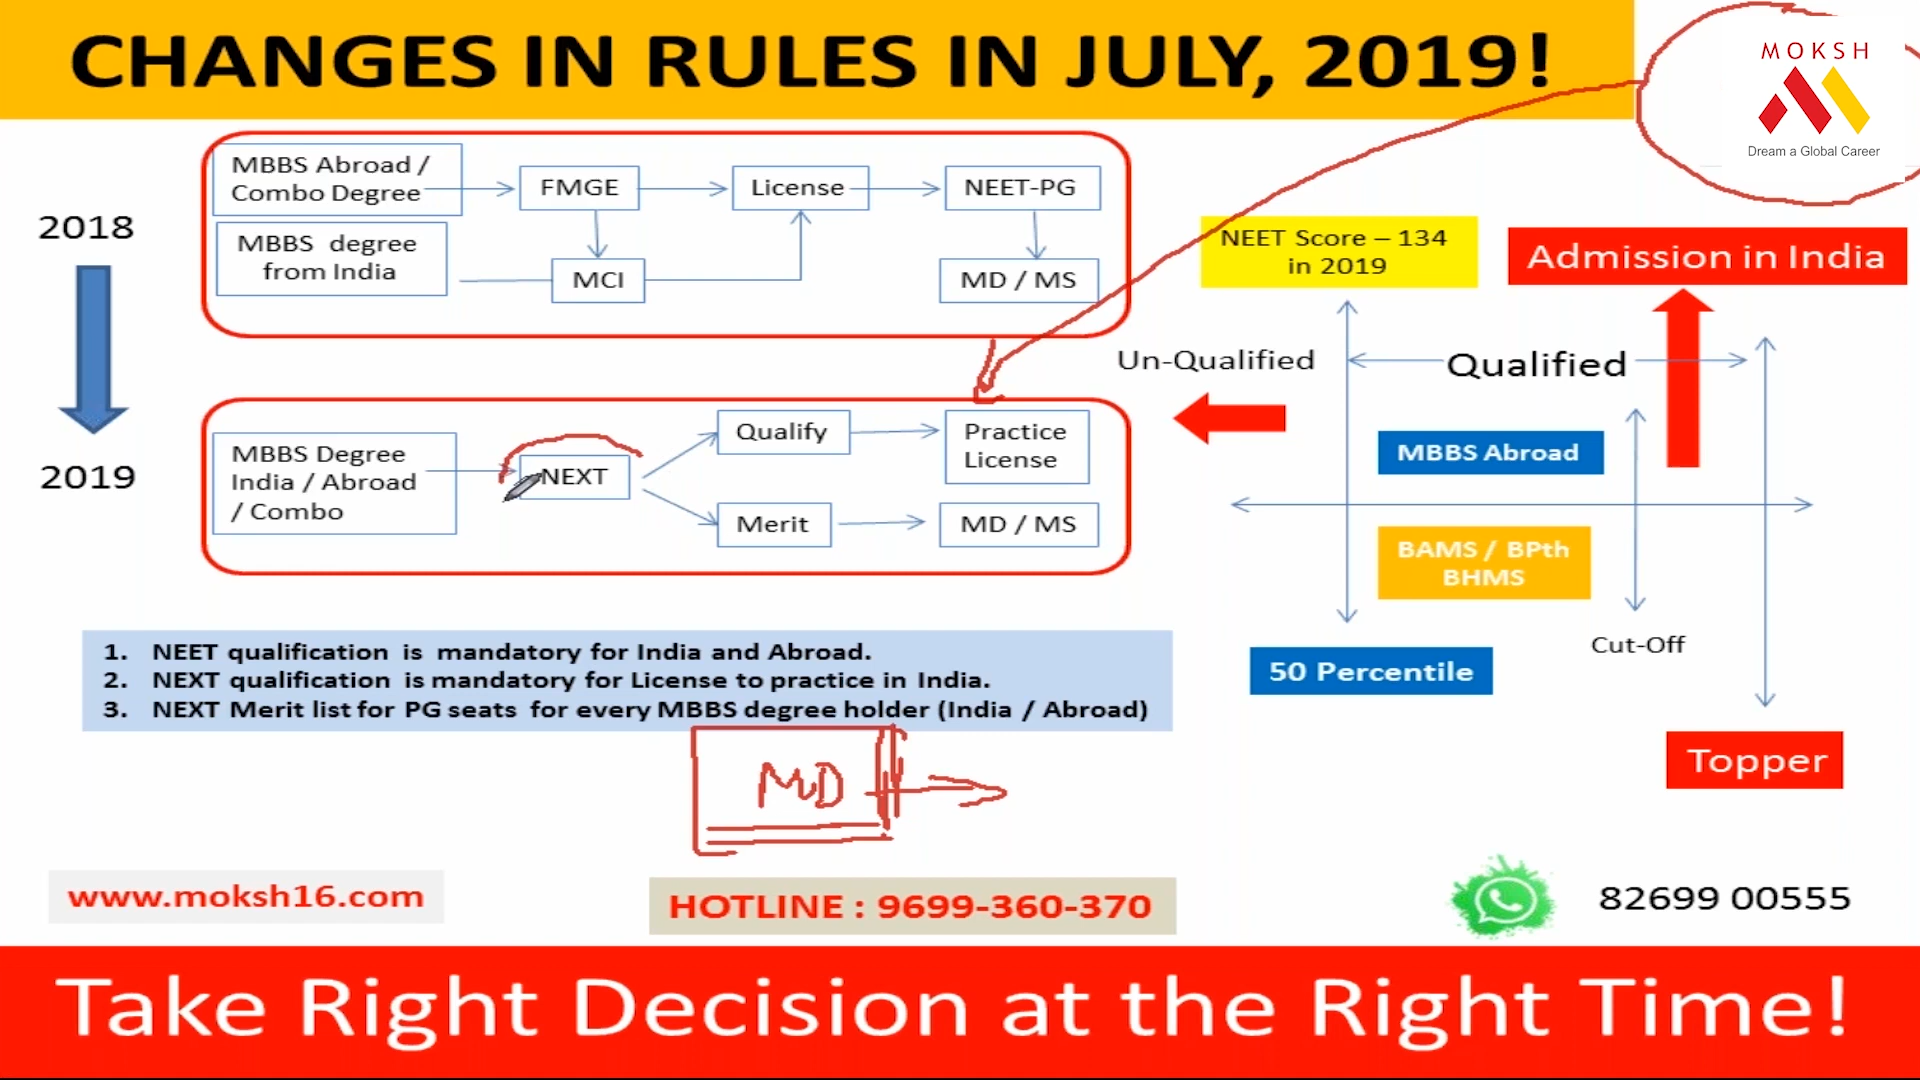 CHANGES IN RULES IN JULY, 2019!
MOKSH
Dream a Global Career
2018
MBBS Abroad /
Combo Degree
FMGE
License
NEET-PG
MBBS degree
from India
MCI
MD / MS
2019
MBBS Degree
India / Abroad
/ Combo
NEXT
Qualify
Practice
License
Merit
MD / MS
NEET Score – 134
in 2019
Admission in India
Un-Qualified
Qualified
MBBS Abroad
BAMS / BPth
BHMS
Cut-Off
50 Percentile
Topper
1. NEET qualification is mandatory for India and Abroad.
2. NEXT qualification is mandatory for License to practice in India.
3. NEXT Merit list for PG seats for every MBBS degree holder (India / Abroad)
MD
www.moksh16.com
HOTLINE : 9699-360-370
82699 00555
Take Right Decision at the Right Time!